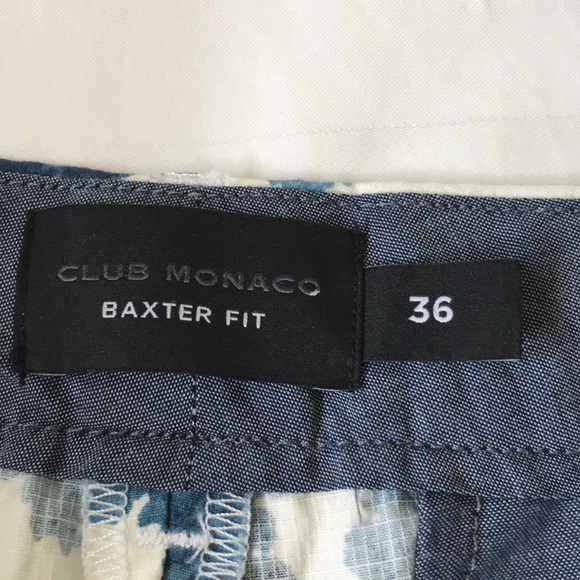 CLUB MONACO
BAXTER FIT
36